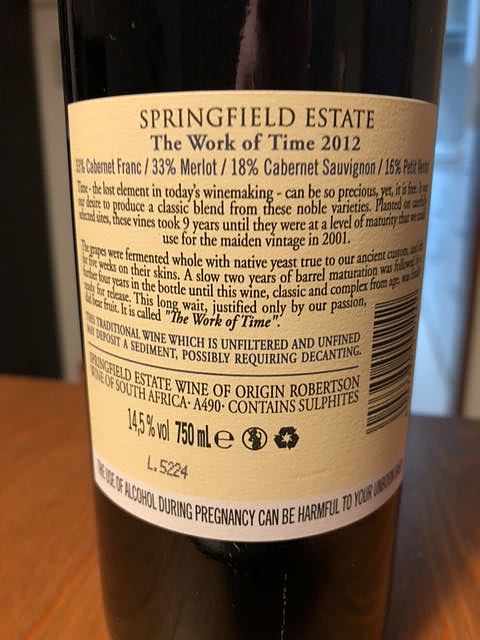 SPRINGFIELD ESTATE
The Work of Time 2012
33% Cabernet Franc / 33% Merlot / 18% Cabernet Sauvignon / 16% Petit
Time - the lost element in today's winemaking - can be so precious, yet, it is free. It was
our desire to produce a classic blend from these noble varieties. Planted on carefully
selected sites, these vines took 9 years until they were at a level of maturity that we could
use for the maiden vintage in 2001.
The grapes were fermented whole with native yeast true to our ancient custom, and
for five weeks on their skins. A slow two years of barrel maturation was followed by
further four years in the bottle until this wine, classic and complex from age, was finally
ready for release. This long wait, justified only by our passion,
did bear fruit. It is called "The Work of Time".
THIS TRADITIONAL WINE WHICH IS UNFILTERED AND UNFINED
MAY DEPOSIT A SEDIMENT, POSSIBLY REQUIRING DECANTING.
SPRINGFIELD ESTATE WINE OF ORIGIN ROBERTSON
WINE OF SOUTH AFRICA· A490· CONTAINS SULPHITES
14,5 % vol 750 mL e
L.5224
THE USE OF ALCOHOL DURING PREGNANCY CAN BE HARMFUL TO YOUR UNBORN